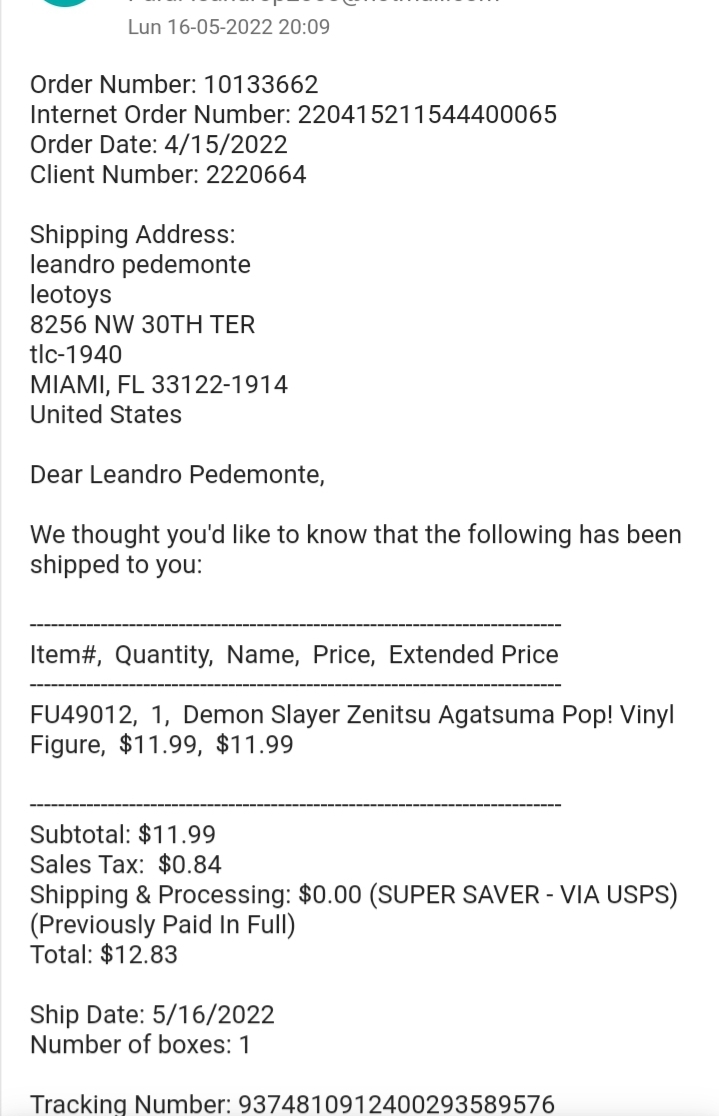 Lun 16-05-2022 20:09
Order Number: 10133662
Internet Order Number: 220415211544400065
Order Date: 4/15/2022
Client Number: 2220664
Shipping Address:
leandro pedemonte
leotoys
8256 NW 30TH TER
tlc-1940
MIAMI, FL 33122-1914
United States
Dear Leandro Pedemonte,
We thought you'd like to know that the following has been
shipped to you:
----------------------------------------------------------------------------
Item#,  Quantity,  Name,  Price,  Extended Price
----------------------------------------------------------------------------
FU49012,  1,  Demon Slayer Zenitsu Agatsuma Pop! Vinyl
Figure,  $11.99,  $11.99
----------------------------------------------------------------------------
Subtotal: $11.99
Sales Tax:  $0.84
Shipping & Processing: $0.00 (SUPER SAVER - VIA USPS)
(Previously Paid In Full)
Total: $12.83
Ship Date: 5/16/2022
Number of boxes: 1
Tracking Number: 9374810912400293589576